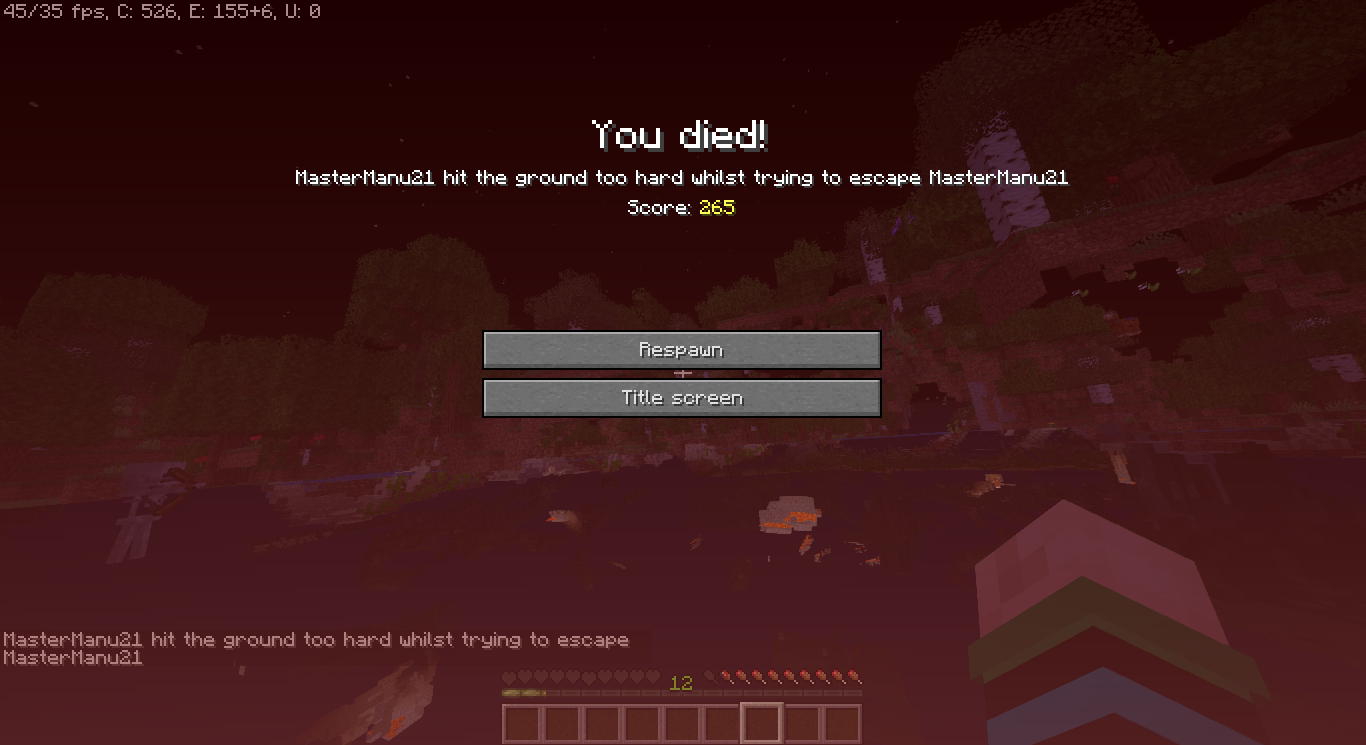 45/35 fps, C: 526, E: 155+6, U: 0
You died!
MasterManu21 hit the ground too hard whilst trying to escape MasterManu21
Score: 265
Respawn
Title screen
MasterManu21 hit the ground too hard whilst trying to escape
MasterManu21
12